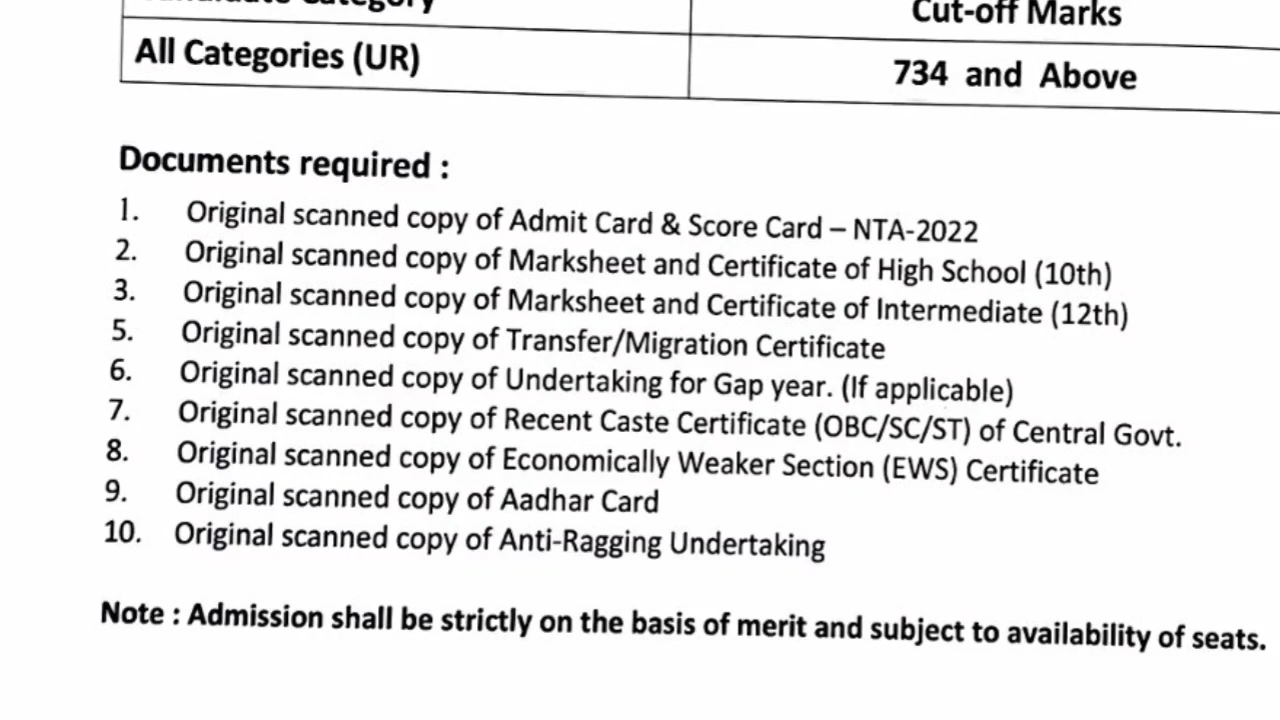 Category
Cut-off Marks
All Categories (UR)
734 and Above
Documents required :
1. Original scanned copy of Admit Card & Score Card – NTA-2022
2. Original scanned copy of Marksheet and Certificate of High School (10th)
3. Original scanned copy of Marksheet and Certificate of Intermediate (12th)
5. Original scanned copy of Transfer/Migration Certificate
6. Original scanned copy of Undertaking for Gap year. (If applicable)
7. Original scanned copy of Recent Caste Certificate (OBC/SC/ST) of Central Govt.
8. Original scanned copy of Economically Weaker Section (EWS) Certificate
9. Original scanned copy of Aadhar Card
10. Original scanned copy of Anti-Ragging Undertaking
Note : Admission shall be strictly on the basis of merit and subject to availability of seats.